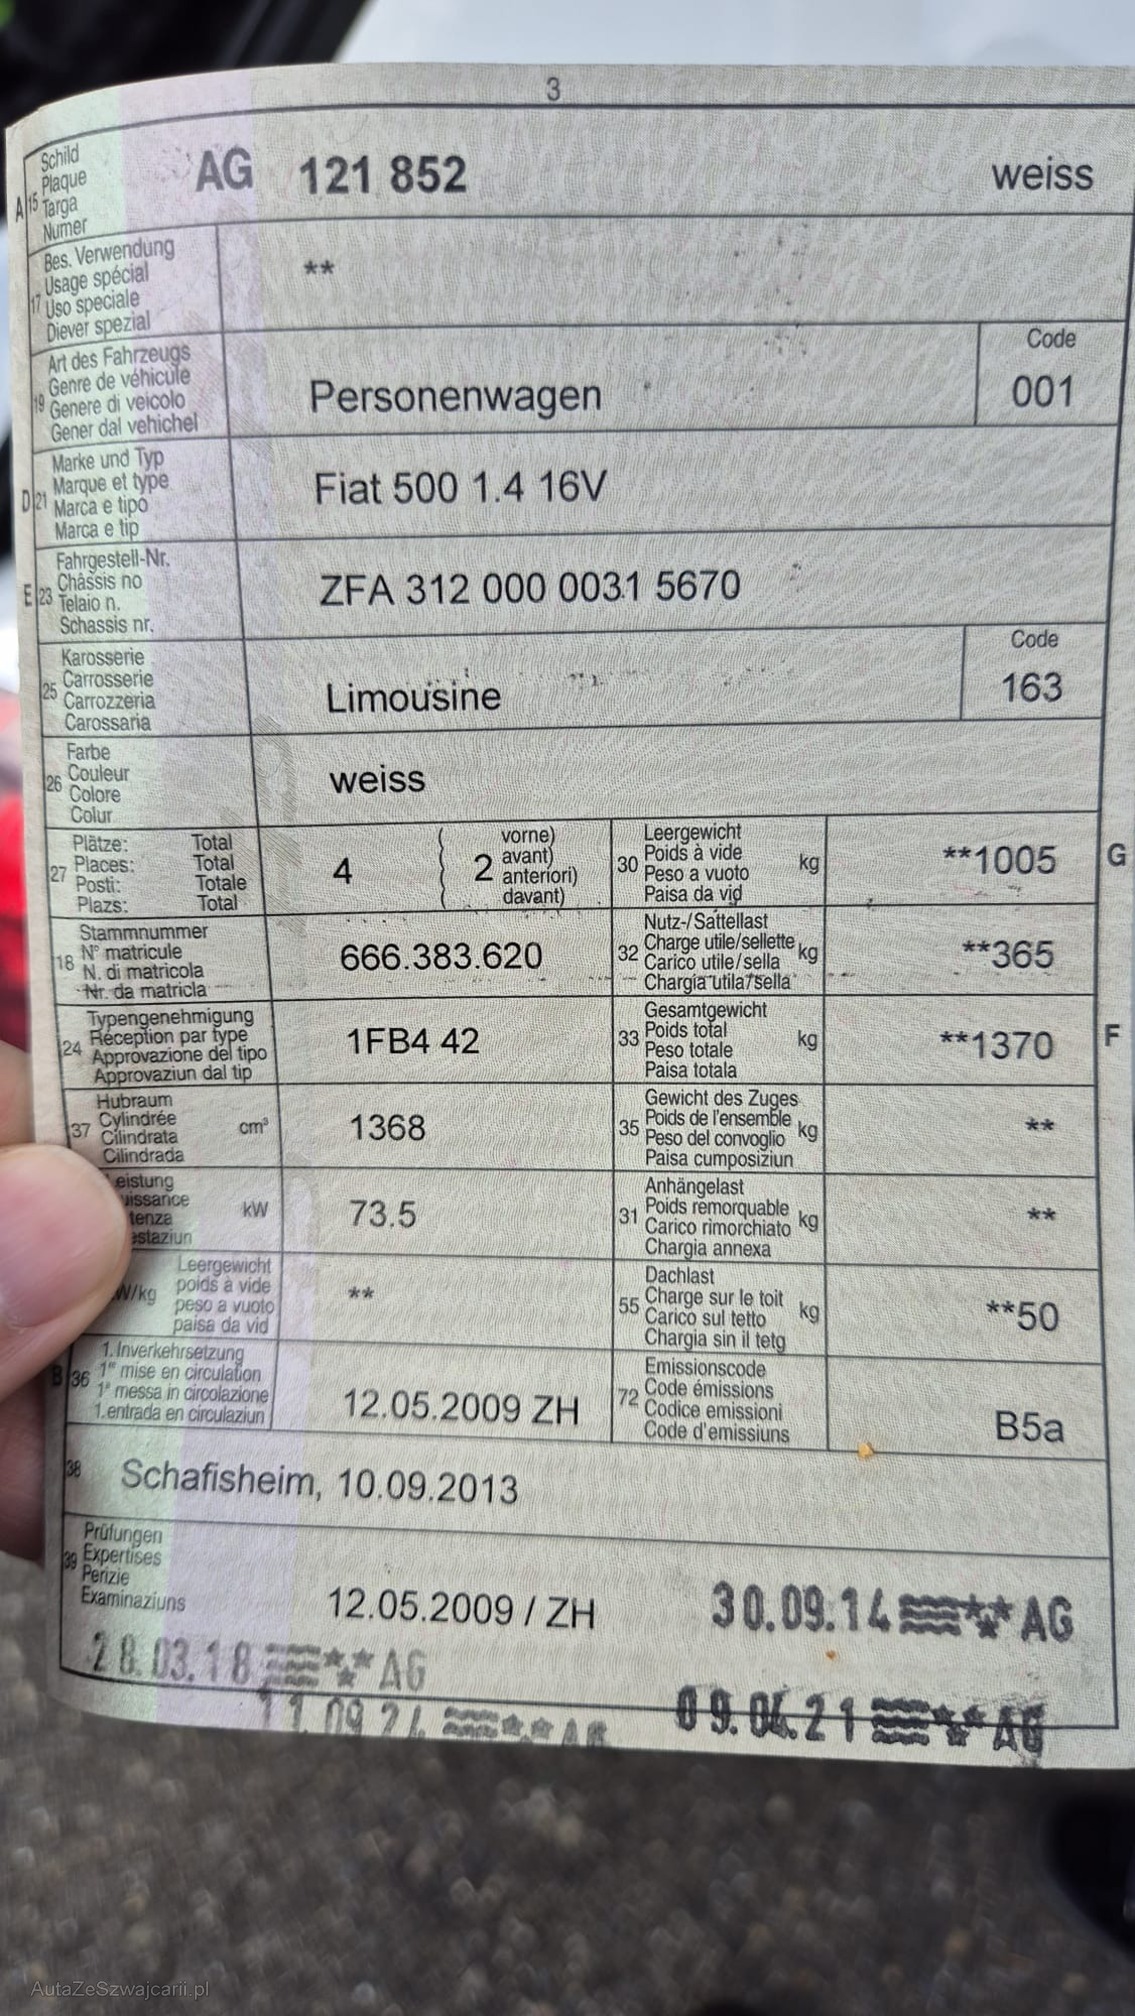 3
A 15 Schild
Plaque
Targa
Numer
AG 121 852 weiss
17 Bes. Verwendung
Usage spécial
Uso speciale
Diever spezial
**
19 Art des Fahrzeugs
Genre de véhicule
Genere di veicolo
Gener dal vehichel
Personenwagen
Code
001
D 21 Marke und Typ
Marque et type
Marca e tipo
Marca e tip
Fiat 500 1.4 16V
E 23 Fahrgestell-Nr.
Châssis no
Telaio n.
Schassis nr.
ZFA 312 000 0031 5670
25 Karosserie
Carrosserie
Carrozzeria
Carossaria
Limousine
Code
163
26 Farbe
Couleur
Colore
Colur
weiss
27 Plätze: Total
Places: Total
Posti: Totale
Plazs: Total
4 ( 2 vorne)
avant)
anteriori)
davant)
30 Leergewicht
Poids à vide
Peso a vuoto
Paisa da vid
kg
**1005 G
18 Stammnummer
N° matricule
N. di matricola
Nr. da matricla
666.383.620
32 Nutz-/Sattellast
Charge utile/sellette
Carico utile/sella
Chargia utila/sella
kg
**365
24 Typengenehmigung
Réception par type
Approvazione del tipo
Approvaziun dal tip
1FB4 42
33 Gesamtgewicht
Poids total
Peso totale
Paisa totala
kg
**1370 F
37 Hubraum
Cylindrée
Cilindrata
Cilindrada
cm³
1368
35 Gewicht des Zuges
Poids de l'ensemble
Peso del convoglio
Paisa cumposiziun
kg
**
eistung
uissance
tenza
estaziun
kW
73.5
31 Anhängelast
Poids remorquable
Carico rimorchiato
Chargia annexa
kg
**
W/kg Leergewicht
poids à vide
peso a vuoto
paisa da vid
**
55 Dachlast
Charge sur le toit
Carico sul tetto
Chargia sin il tetg
kg
**50
B 36 1. Inverkehrsetzung
1re mise en circulation
1a messa in circolazione
1. entrada en circulaziun
12.05.2009 ZH
72 Emissionscode
Code émissions
Codice emissioni
Code d'emissiuns
B5a
38 Schafisheim, 10.09.2013
39 Prüfungen
Expertises
Perizie
Examinaziuns
12.05.2009 / ZH
30.09.14 AG
28.03.18 AG
09.04.21 AG
11.09.24 AG
AutaZeSzwajcarii.pl